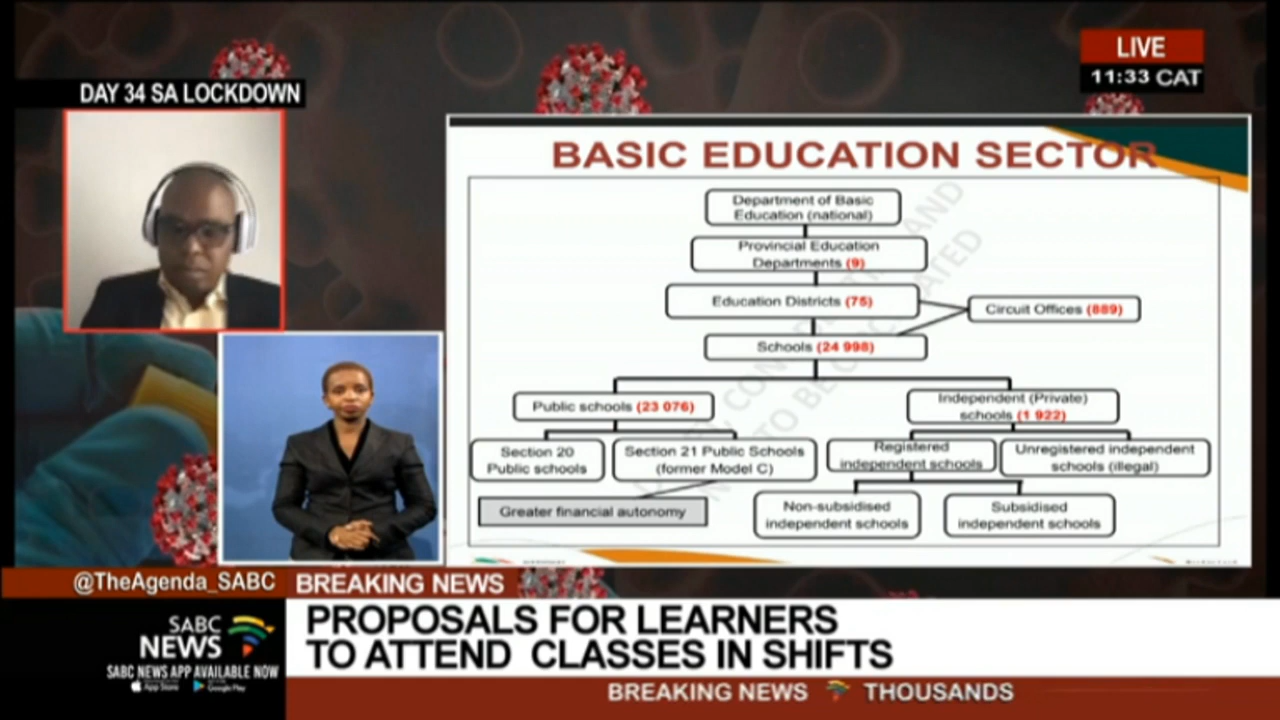 LIVE
11:33 CAT
DAY 34 SA LOCKDOWN
BASIC EDUCATION SECTOR
Department of Basic
Education (national)
Provincial Education
Departments (9)
Education Districts (75)
Circuit Offices (889)
Schools (24 998)
Public schools (23 076)
Independent (Private)
schools (1 922)
Section 20
Public schools
Section 21 Public Schools
(former Model C)
Registered
independent schools
Unregistered independent
schools (illegal)
Greater financial autonomy
Non-subsidised
independent schools
Subsidised
independent schools
@TheAgenda_SABC
BREAKING NEWS
SABC
NEWS
SABC NEWS APP AVAILABLE NOW
App Store
Google Play
PROPOSALS FOR LEARNERS
TO ATTEND CLASSES IN SHIFTS
BREAKING NEWS
THOUSANDS